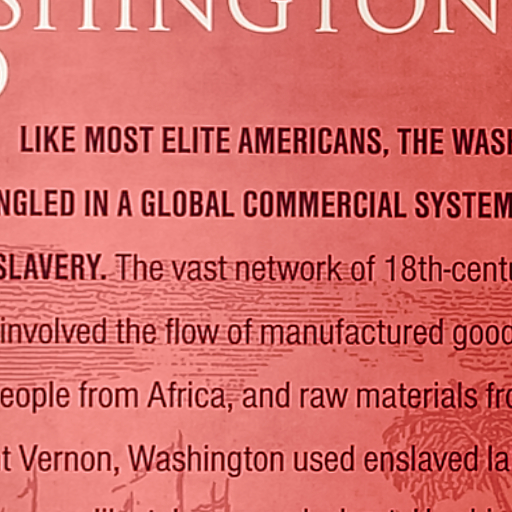 SHINGTON
LIKE MOST ELITE AMERICANS, THE WASH
NGLED IN A GLOBAL COMMERCIAL SYSTEM
SLAVERY. The vast network of 18th-centu
involved the flow of manufactured good
eople from Africa, and raw materials fro
t Vernon, Washington used enslaved la